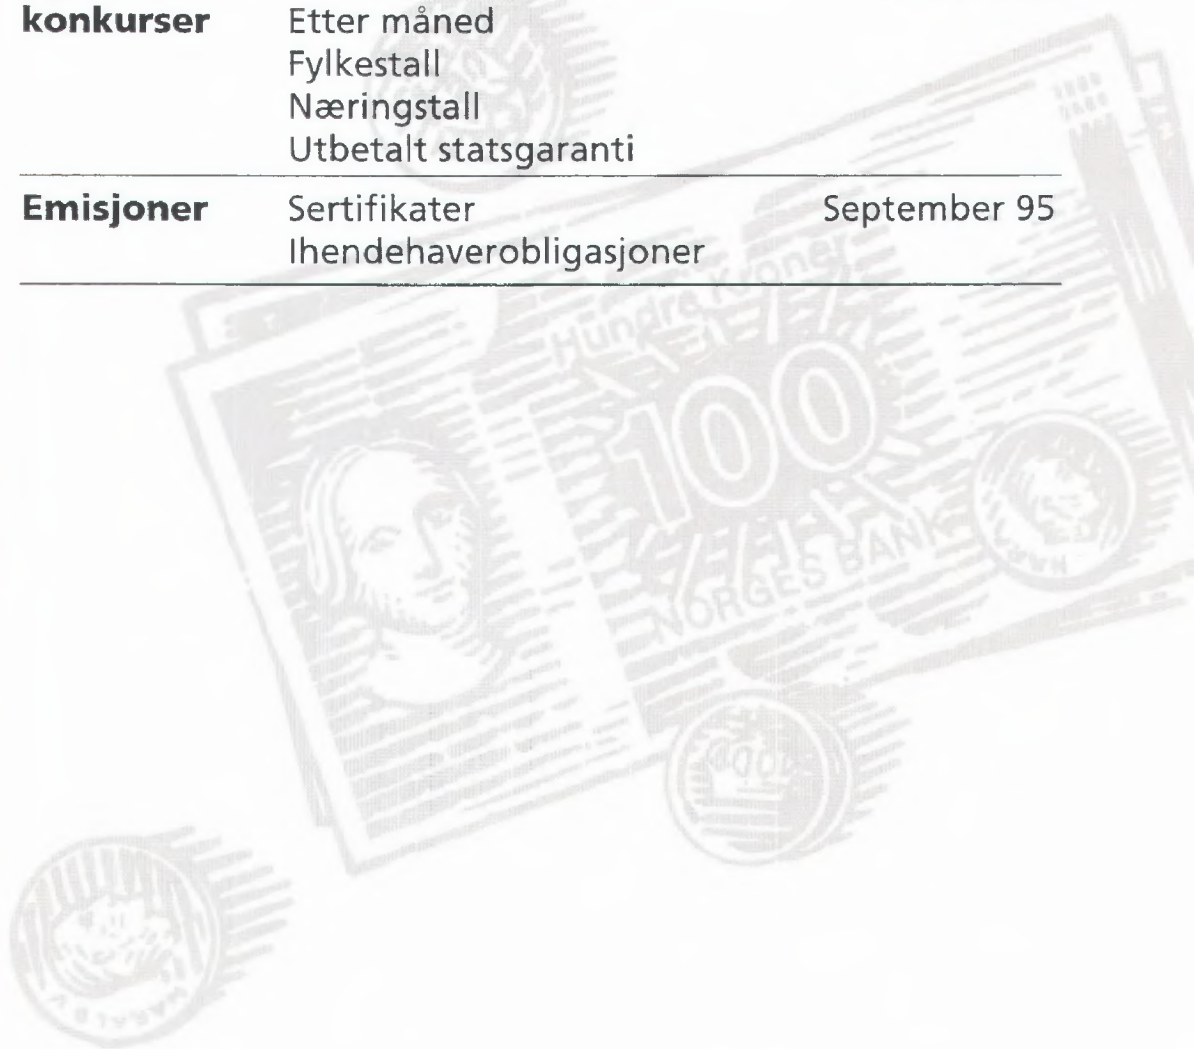 konkurser Etter måned
Fylkestall
Næringstall
Utbetalt statsgaranti
Emisjoner Sertifikater September 95
Ihendehaverobligasjoner
Hundre Kroner
100
NORGES BANK